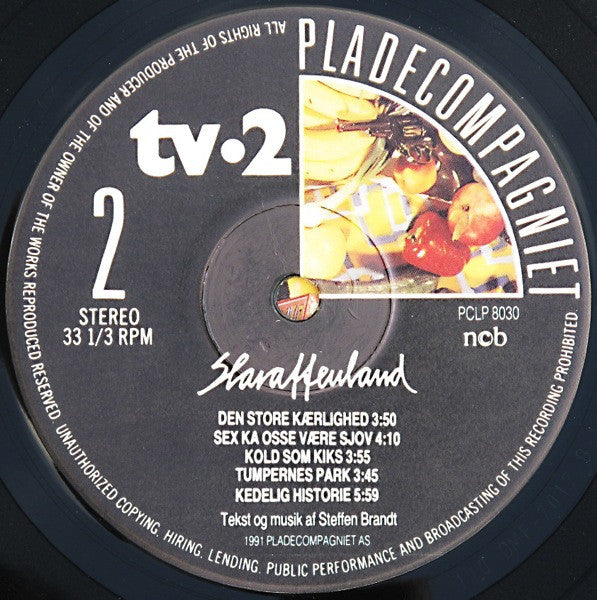 PLADECOMPAGNIET
tv·2
2
STEREO
33 1/3 RPM
PCLP 8030
ncb
Slaraffenland
DEN STORE KÆRLIGHED 3:50
SEX KA OSSE VÆRE SJOV 4:10
KOLD SOM KIKS 3:55
TUMPERNES PARK 3:45
KEDELIG HISTORIE 5:59
Tekst og musik af Steffen Brandt
1991 PLADECOMPAGNIET AS
ALL RIGHTS OF THE PRODUCER AND OF THE OWNER OF THE WORKS REPRODUCED RESERVED. UNAUTHORIZED COPYING. HIRING. LENDING. PUBLIC PERFORMANCE AND BROADCASTING OF THIS RECORDING PROHIBITED.